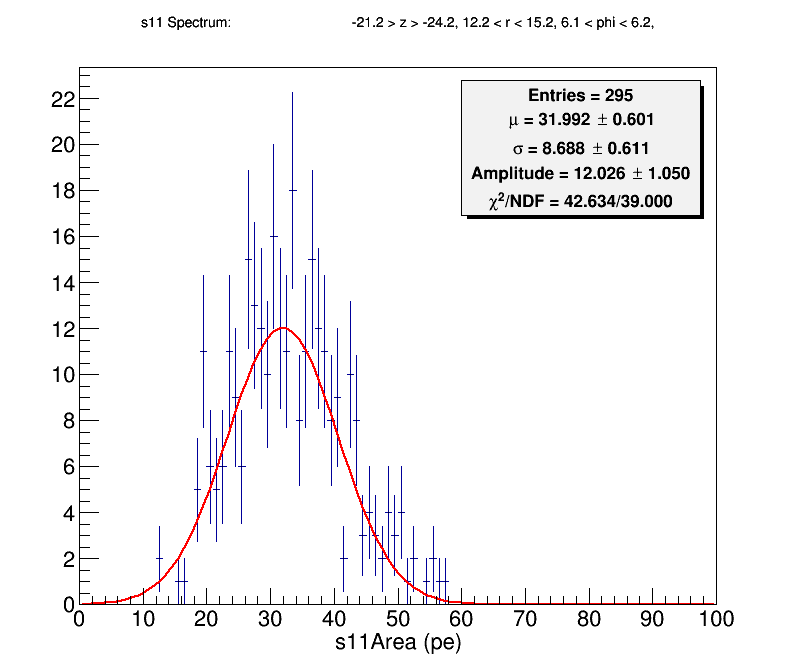 s11 Spectrum: -21.2 > z > -24.2, 12.2 < r < 15.2, 6.1 < phi < 6.2,
Entries = 295
μ = 31.992 ± 0.601
σ = 8.688 ± 0.611
Amplitude = 12.026 ± 1.050
χ²/NDF = 42.634/39.000
22
20
18
16
14
12
10
8
6
4
2
0
0 10 20 30 40 50 60 70 80 90 100
s11Area (pe)